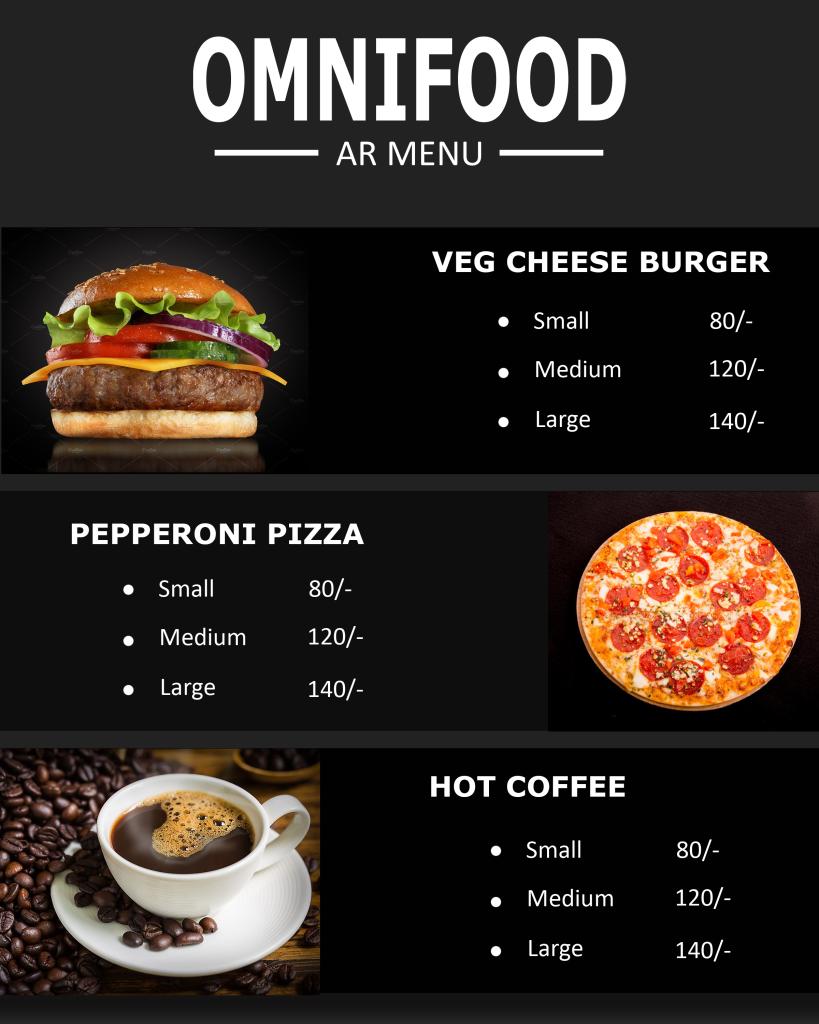 OMNIFOOD
AR MENU
VEG CHEESE BURGER
● Small 80/-
● Medium 120/-
● Large 140/-
PEPPERONI PIZZA
● Small 80/-
● Medium 120/-
● Large 140/-
HOT COFFEE
● Small 80/-
● Medium 120/-
● Large 140/-